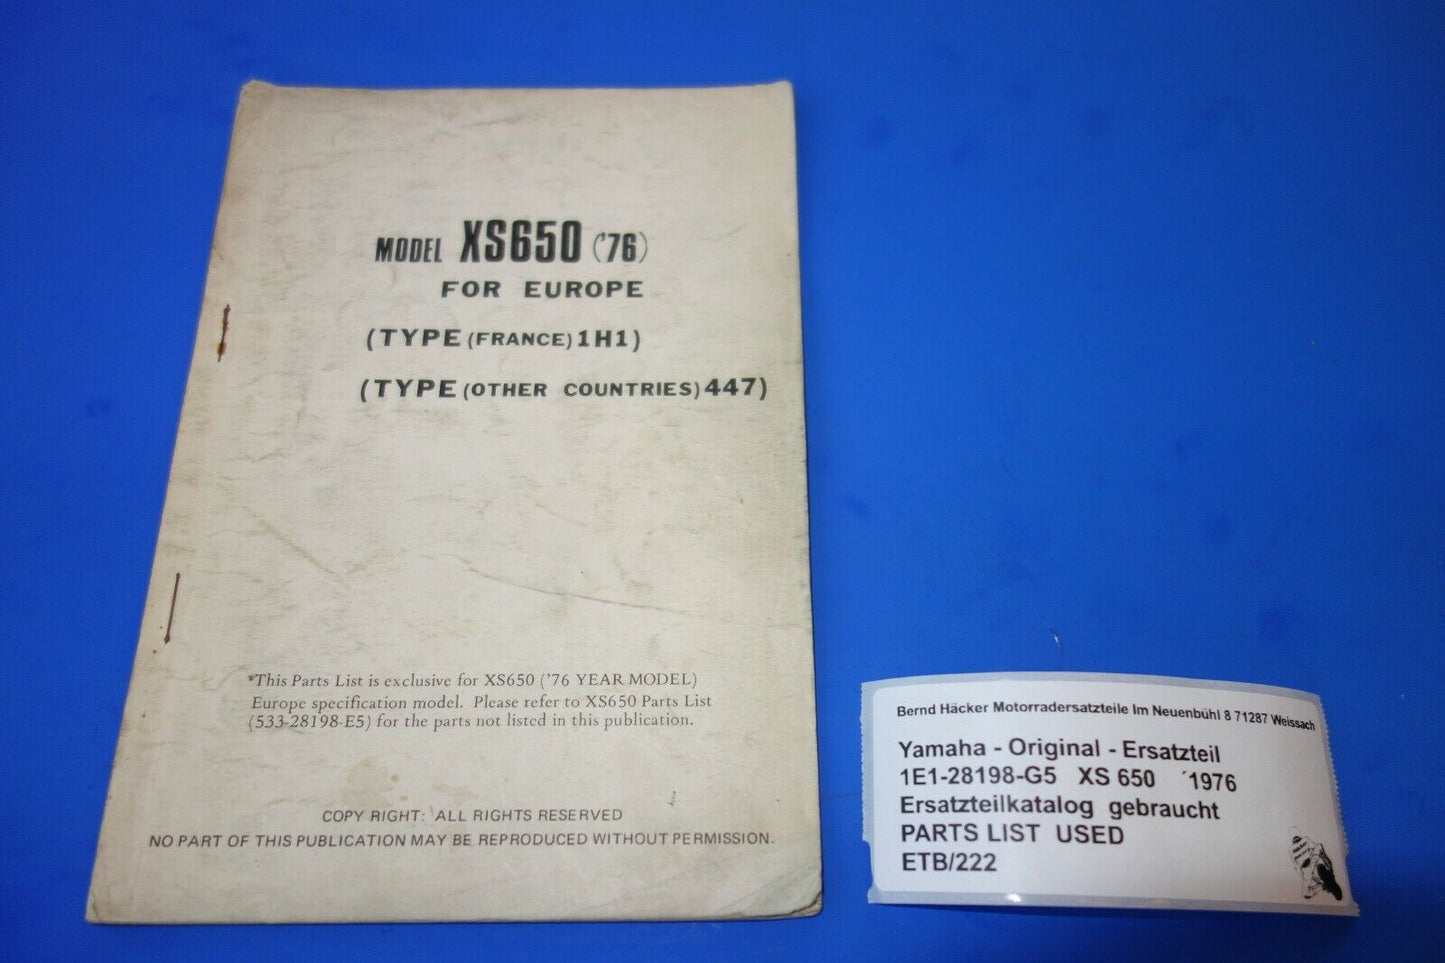 MODEL XS650 ('76)
FOR EUROPE
(TYPE (FRANCE) 1H1)
(TYPE (OTHER COUNTRIES) 447)
*This Parts List is exclusive for XS650 ('76 YEAR MODEL)
Europe specification model. Please refer to XS650 Parts List
(533-28198-E5) for the parts not listed in this publication.
COPY RIGHT: ALL RIGHTS RESERVED
NO PART OF THIS PUBLICATION MAY BE REPRODUCED WITHOUT PERMISSION.
Bernd Häcker Motorradersatzteile Im Neuenbühl 8 71287 Weissach
Yamaha - Original - Ersatzteil
1E1-28198-G5 XS 650 ´1976
Ersatzteilkatalog gebraucht
PARTS LIST USED
ETB/222